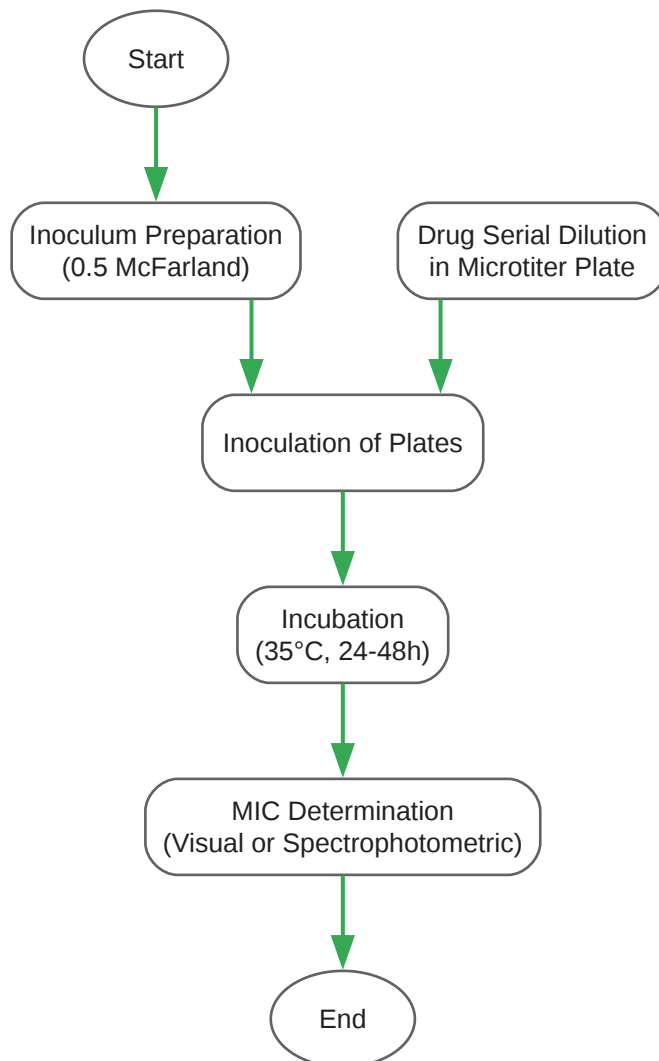 Start
Inoculum Preparation
(0.5 McFarland)
Drug Serial Dilution
in Microtiter Plate
Inoculation of Plates
Incubation
(35°C, 24-48h)
MIC Determination
(Visual or Spectrophotometric)
End